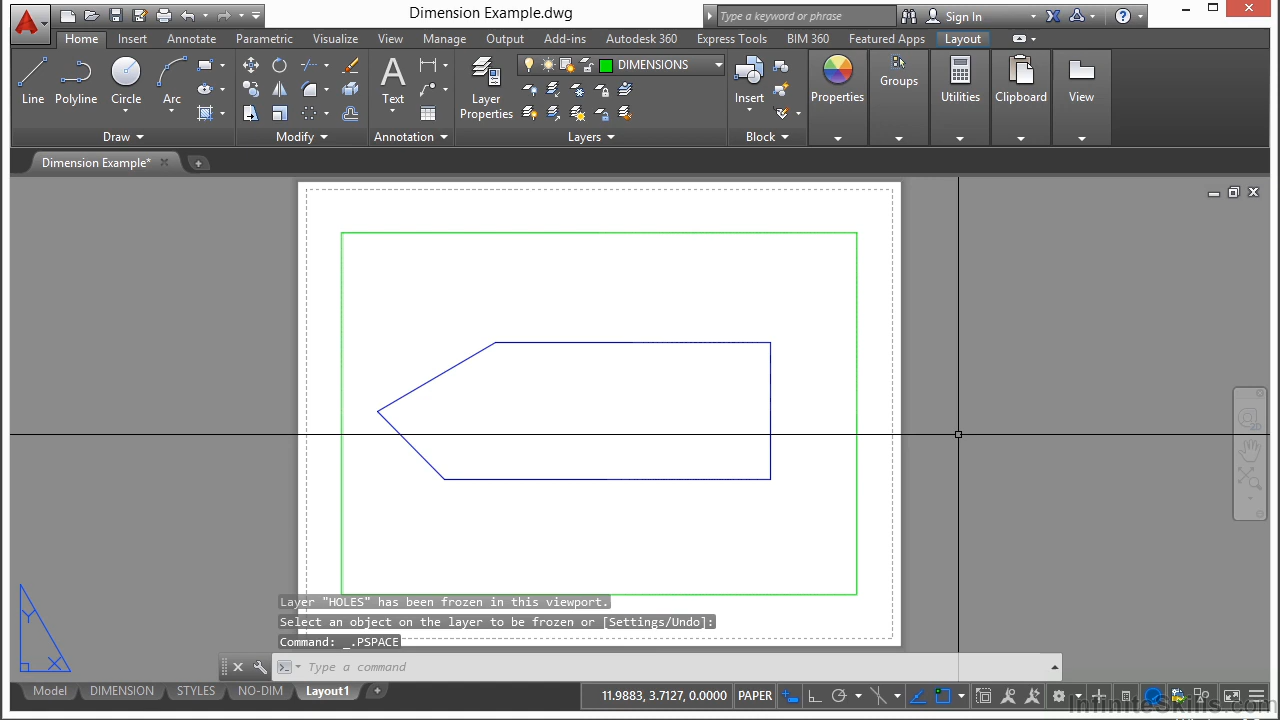 Dimension Example.dwg
Type a keyword or phrase
Sign In
Home Insert Annotate Parametric Visualize View Manage Output Add-ins Autodesk 360 Express Tools BIM 360 Featured Apps Layout
DIMENSIONS
Line Polyline Circle Arc
Text
Layer Properties
Insert
Properties
Groups
Utilities
Clipboard
View
Draw Modify Annotation Layers Block
Dimension Example*
2D
Layer "HOLES" has been frozen in this viewport.
Select an object on the layer to be frozen or [Settings/Undo]:
Command: _.PSPACE
Y
X
Type a command
Model DIMENSION STYLES NO-DIM Layout1
11.9883, 3.7127, 0.0000 PAPER
InfiniteSkills.com